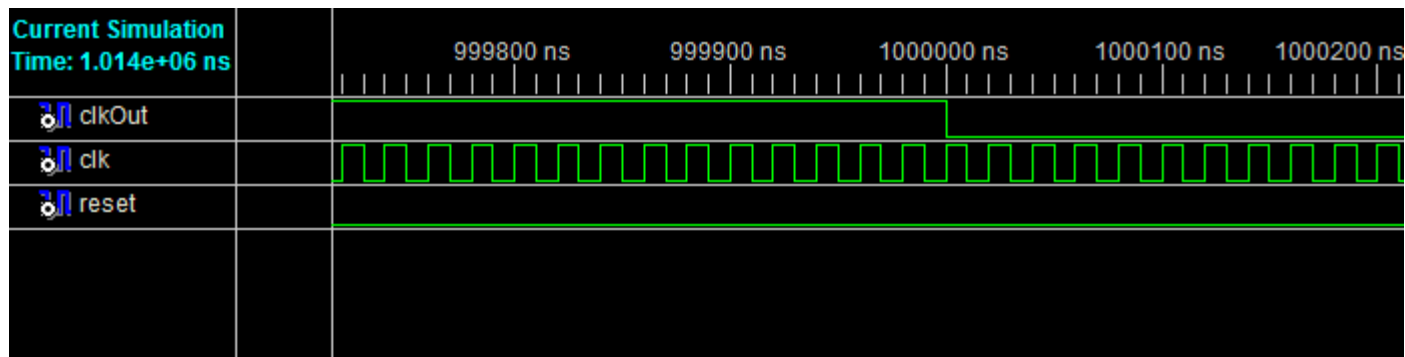 Current Simulation
Time: 1.014e+06 ns
999800 ns 999900 ns 1000000 ns 1000100 ns 1000200 ns
clkOut
clk
reset